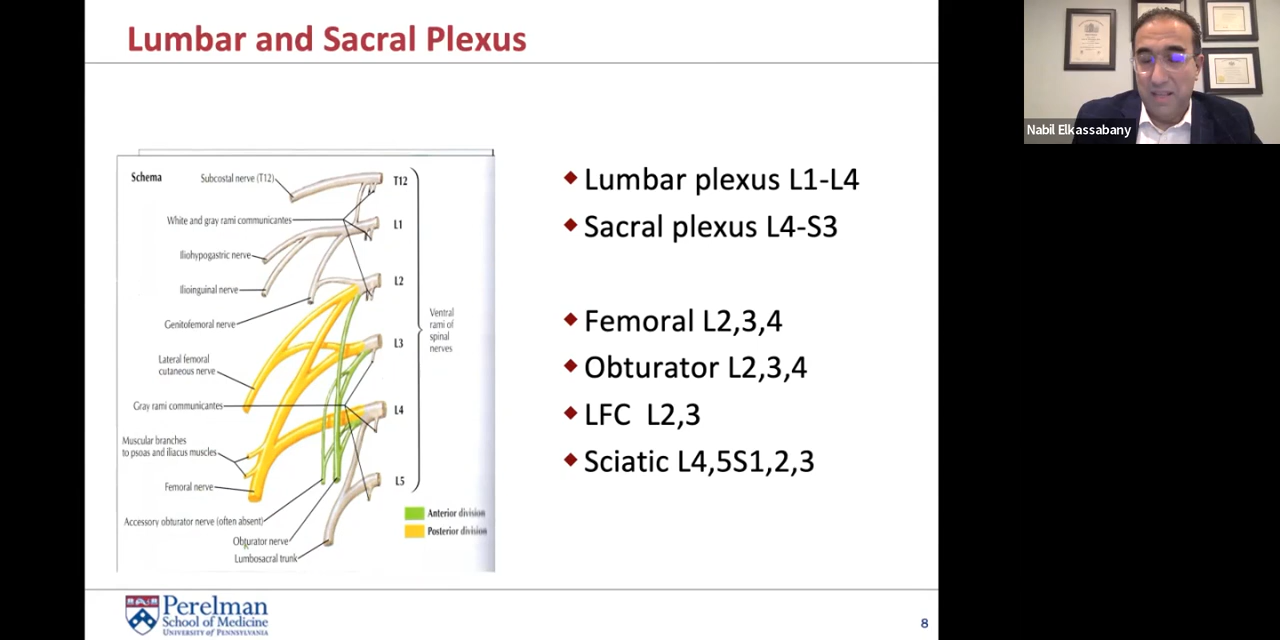 Lumbar and Sacral Plexus
Nabil Elkassabany
Schema
Subcostal nerve (T12)
White and gray rami communicantes
Iliohypogastric nerve
Ilioinguinal nerve
Genitofemoral nerve
Lateral femoral
cutaneous nerve
Gray rami communicantes
Muscular branches
to psoas and iliacus muscles
Femoral nerve
Accessory obturator nerve (often absent)
Obturator nerve
Lumbosacral trunk
T12
L1
L2
L3
L4
L5
Ventral
rami of
spinal
nerves
Anterior division
Posterior division
◆ Lumbar plexus L1-L4
◆ Sacral plexus L4-S3
◆ Femoral L2,3,4
◆ Obturator L2,3,4
◆ LFC L2,3
◆ Sciatic L4,5S1,2,3
Perelman
School of Medicine
UNIVERSITY of PENNSYLVANIA
8